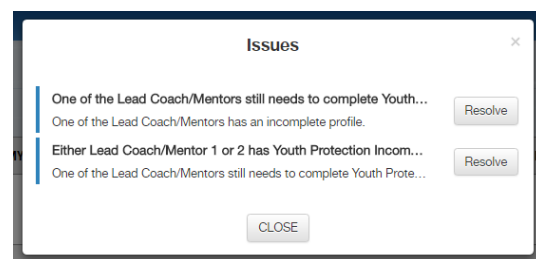 Issues
×
One of the Lead Coach/Mentors still needs to complete Youth...
One of the Lead Coach/Mentors has an incomplete profile.
Resolve
Either Lead Coach/Mentor 1 or 2 has Youth Protection Incom...
One of the Lead Coach/Mentors still needs to complete Youth Prote...
Resolve
CLOSE